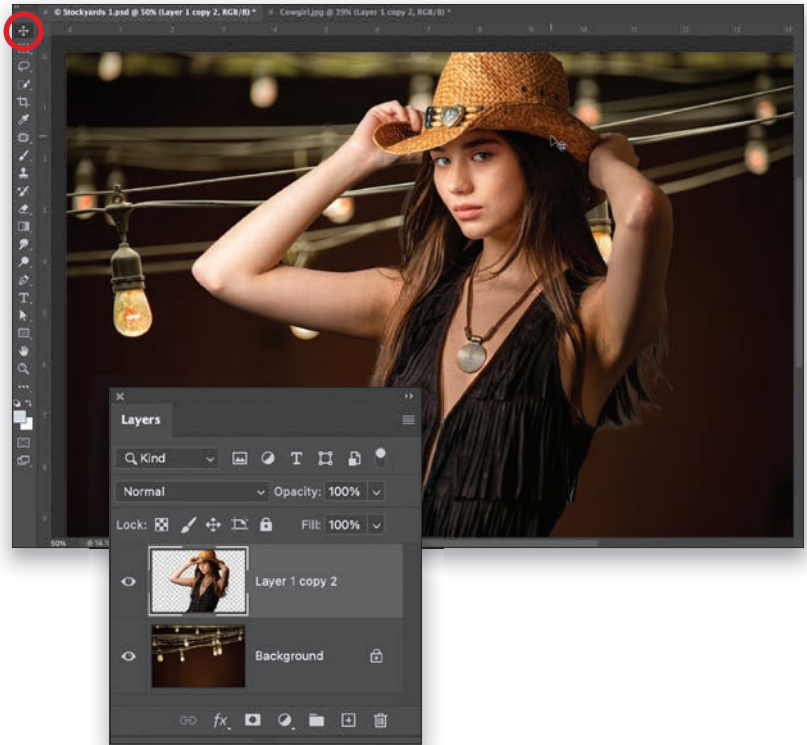 © Stockyards 1.psd @ 50% (Layer 1 copy 2, RGB/8) *
Cowgirl.jpg @ 39% (Layer 1 copy 2, RGB/8) *
Layers
Kind
Normal
Opacity: 100%
Lock:
Fill: 100%
Layer 1 copy 2
Background
fx
50%